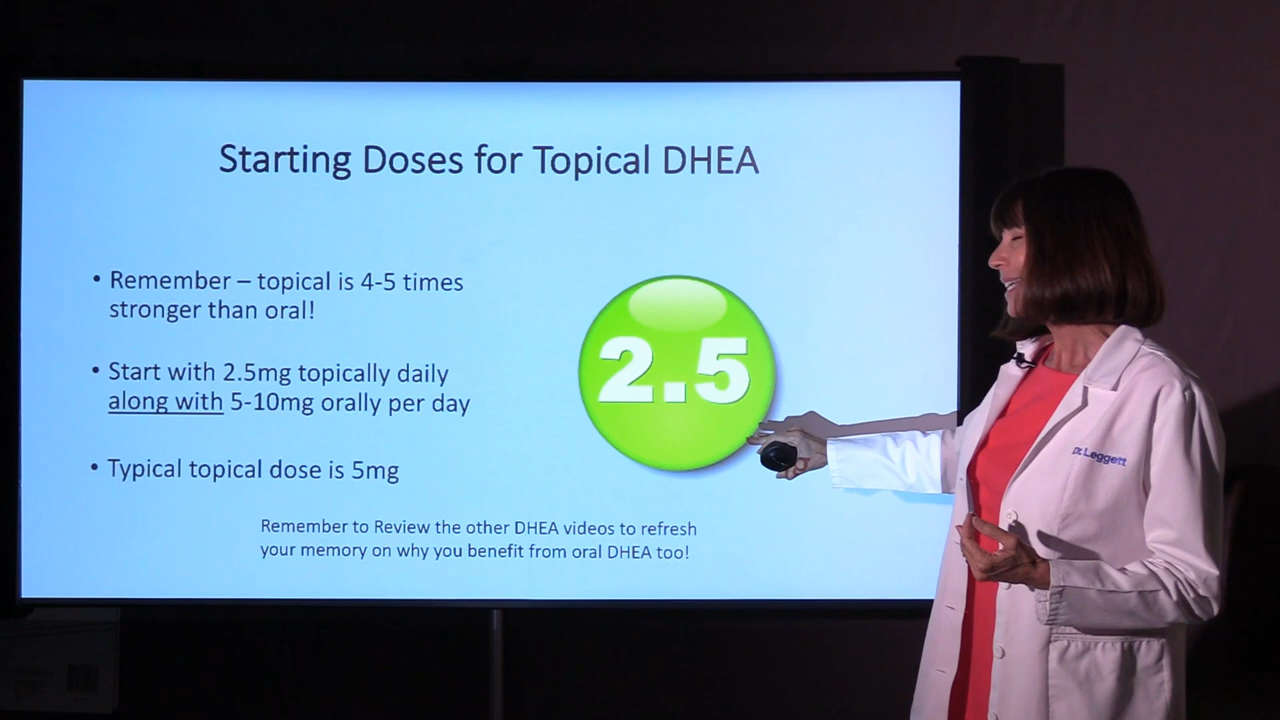 Starting Doses for Topical DHEA
• Remember – topical is 4-5 times
stronger than oral!
• Start with 2.5mg topically daily
along with 5-10mg orally per day
• Typical topical dose is 5mg
2.5
Remember to Review the other DHEA videos to refresh
your memory on why you benefit from oral DHEA too!
Dr. Leggett